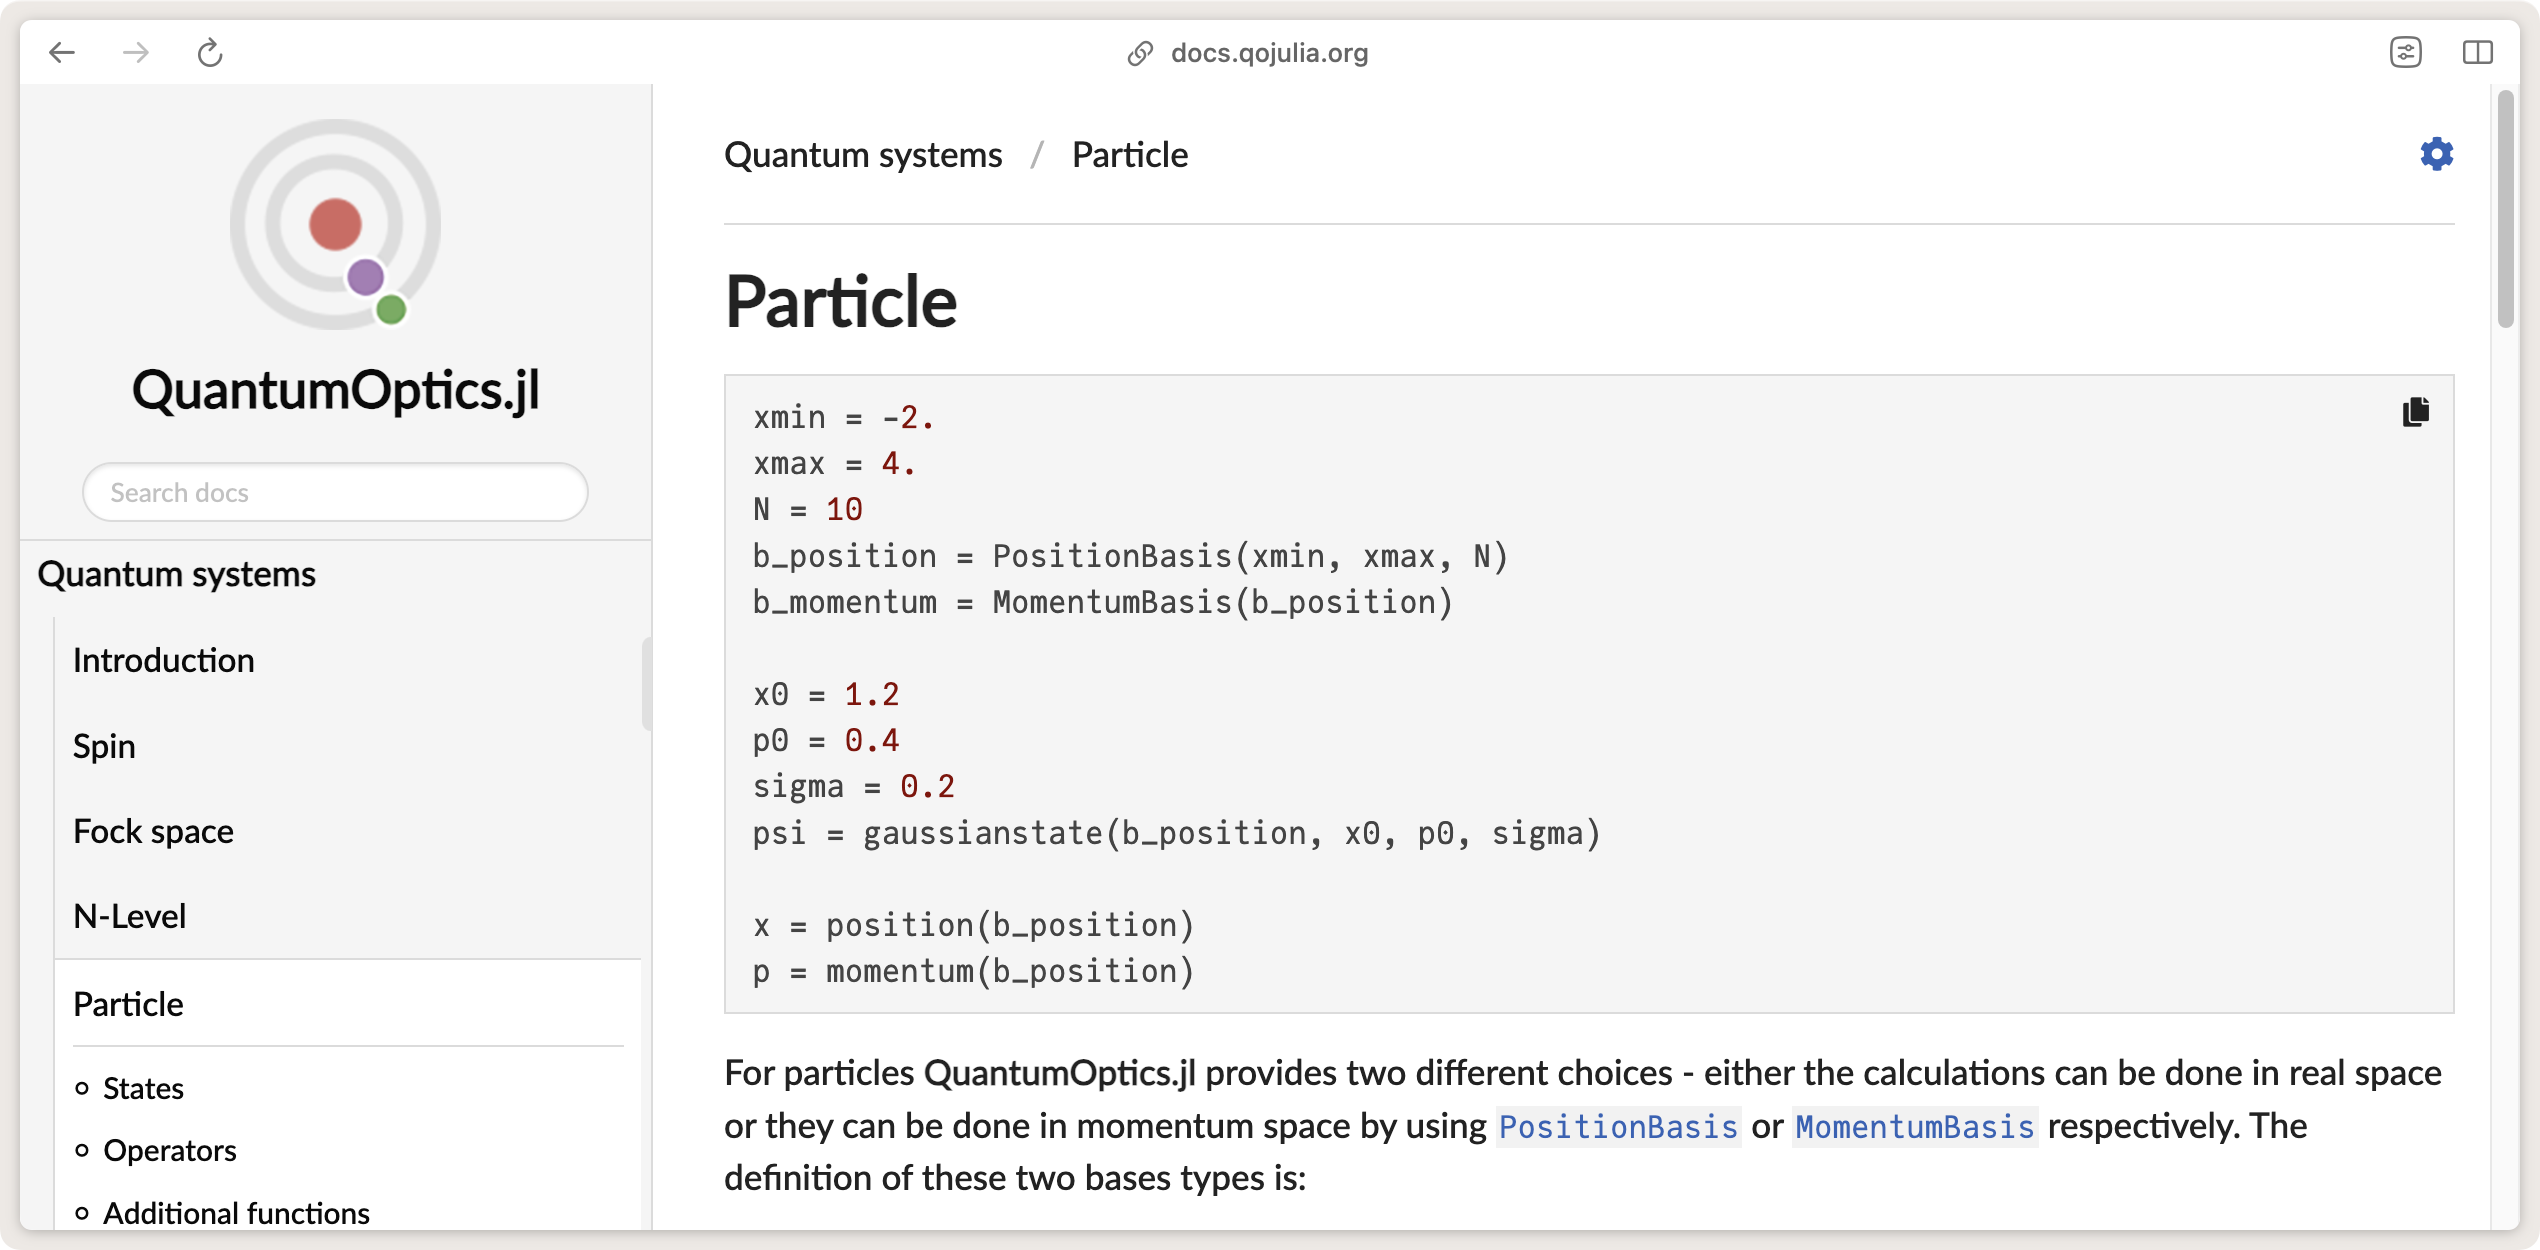 docs.qojulia.org
QuantumOptics.jl
Search docs
Quantum systems
Introduction
Spin
Fock space
N-Level
Particle
States
Operators
Additional functions
Quantum systems / Particle
Particle
xmin = -2.
xmax = 4.
N = 10
b_position = PositionBasis(xmin, xmax, N)
b_momentum = MomentumBasis(b_position)
x0 = 1.2
p0 = 0.4
sigma = 0.2
psi = gaussianstate(b_position, x0, p0, sigma)
x = position(b_position)
p = momentum(b_position)
For particles QuantumOptics.jl provides two different choices - either the calculations can be done in real space
or they can be done in momentum space by using PositionBasis or MomentumBasis respectively. The
definition of these two bases types is: